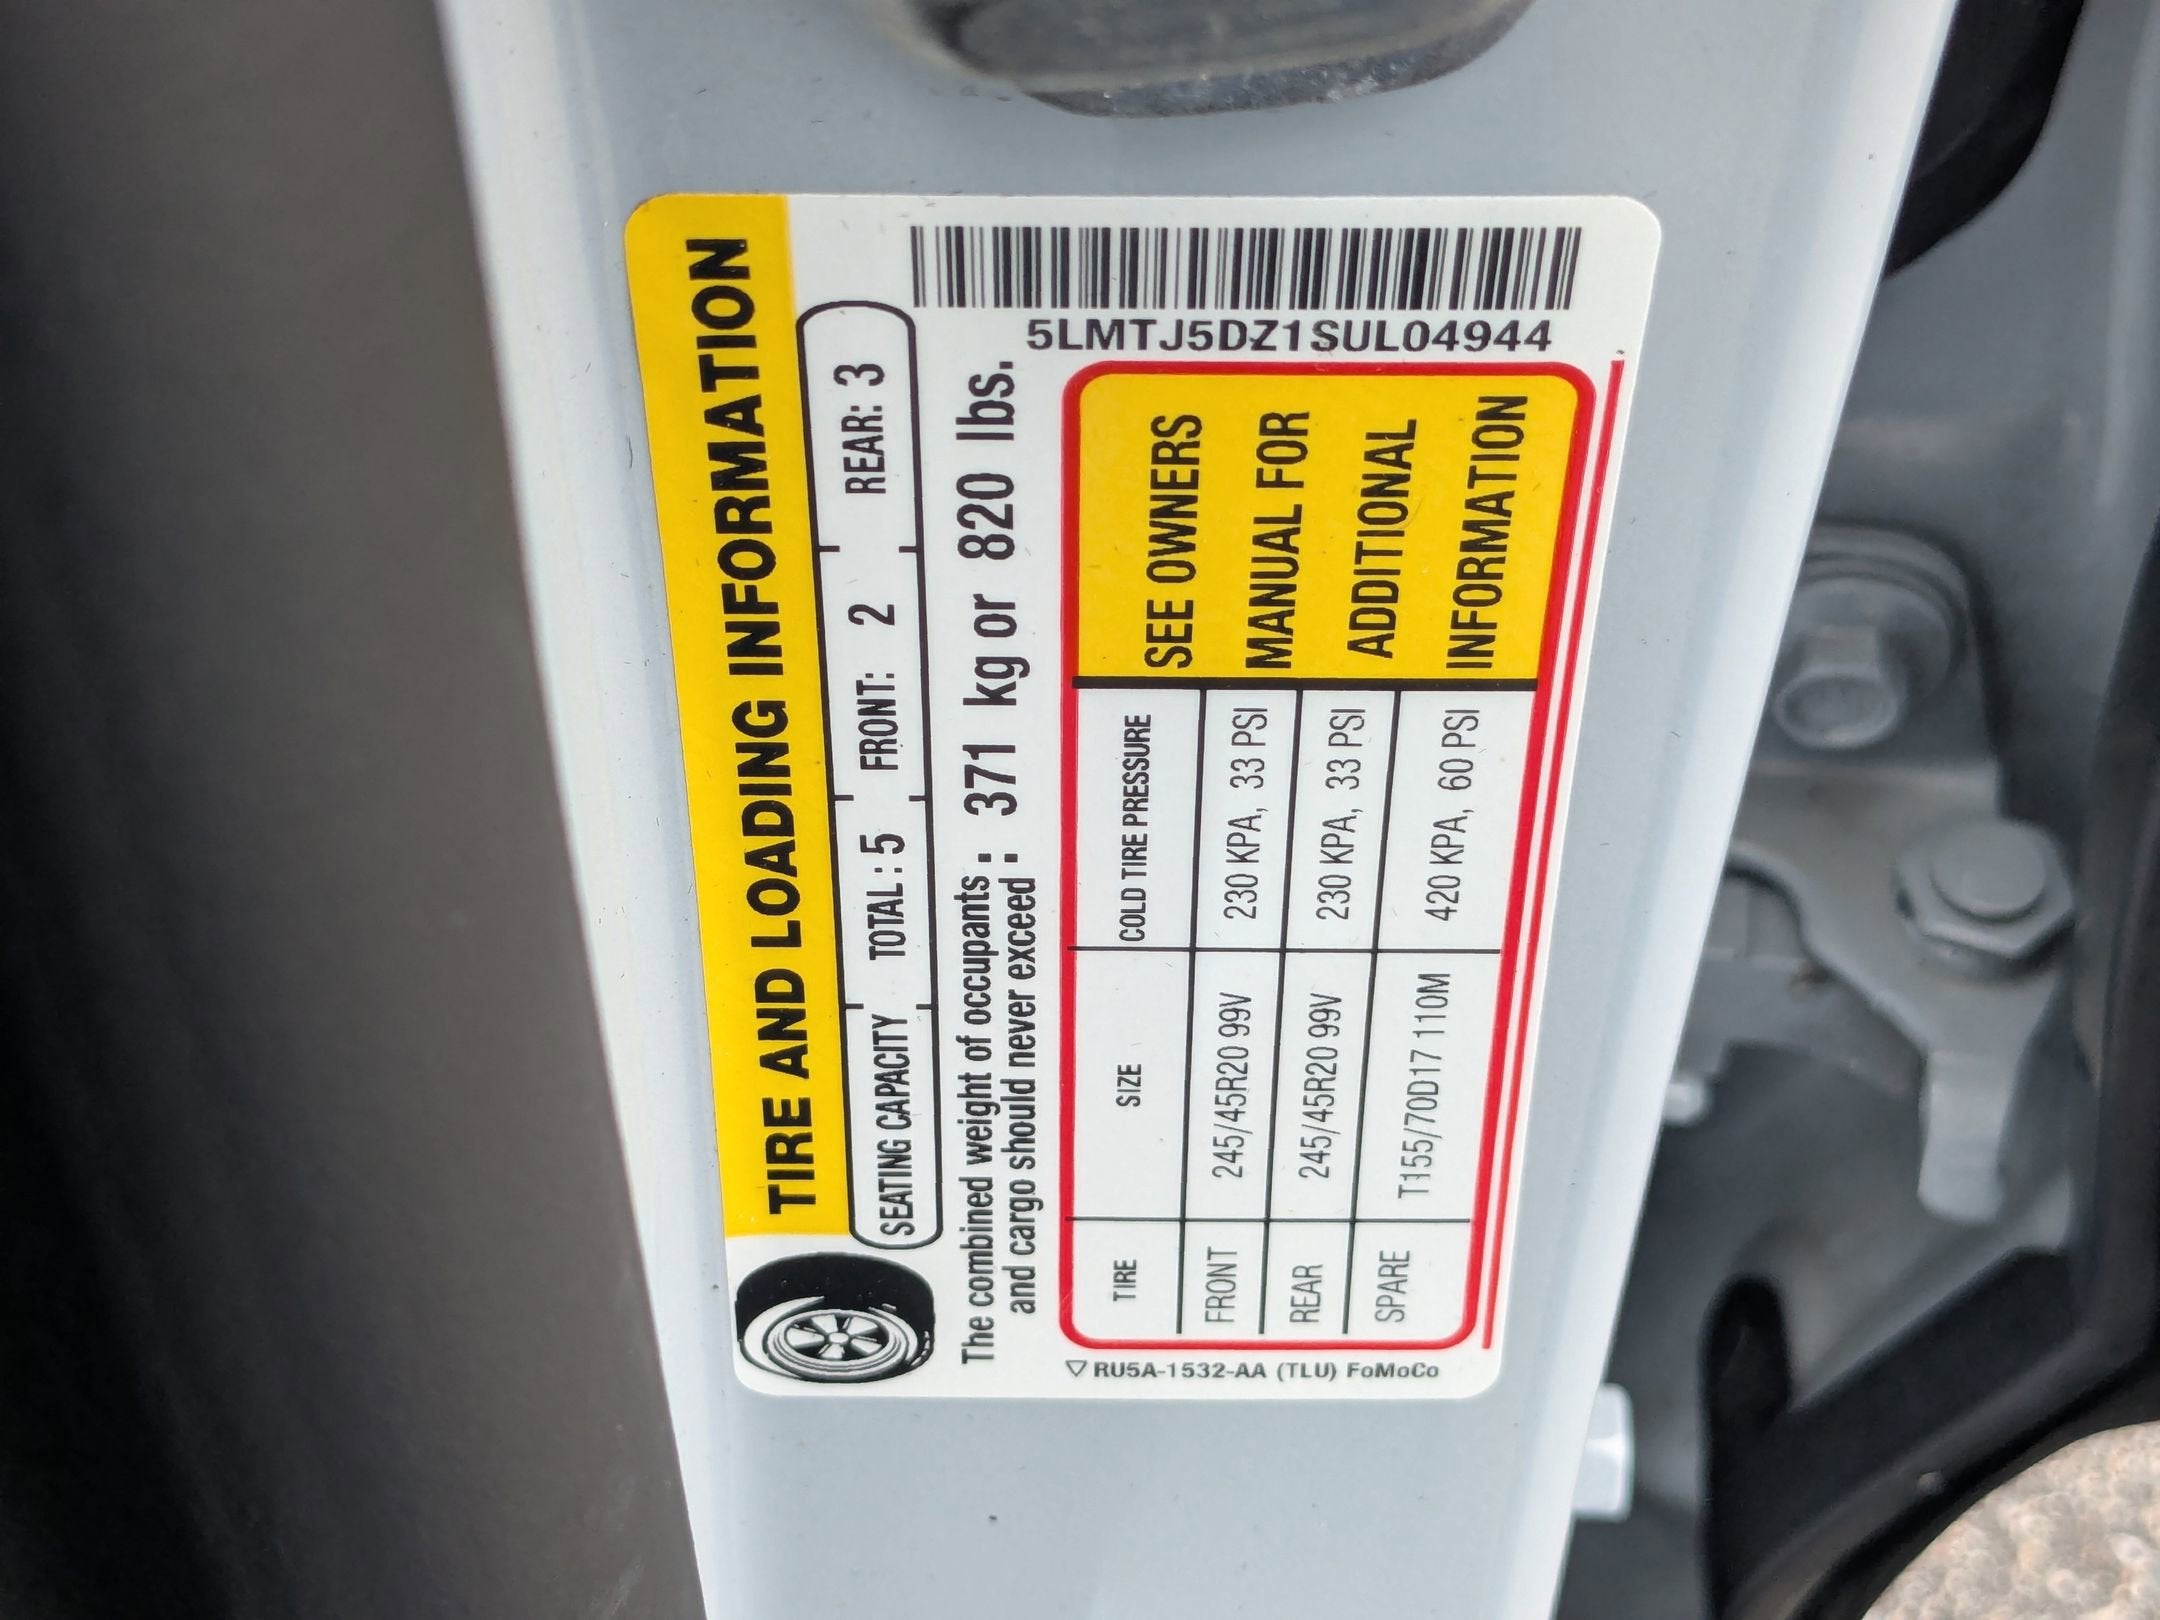 TIRE AND LOADING INFORMATION
SEATING CAPACITY TOTAL : 5 FRONT: 2 REAR: 3
The combined weight of occupants : 371 kg or 820 lbs.
and cargo should never exceed :
TIRE SIZE COLD TIRE PRESSURE
FRONT 245/45R20 99V 230 KPA, 33 PSI
REAR 245/45R20 99V 230 KPA, 33 PSI
SPARE T155/70D17 110M 420 KPA, 60 PSI
SEE OWNERS
MANUAL FOR
ADDITIONAL
INFORMATION
5LMTJ5DZ1SUL04944
RU5A-1532-AA (TLU) FoMoCo